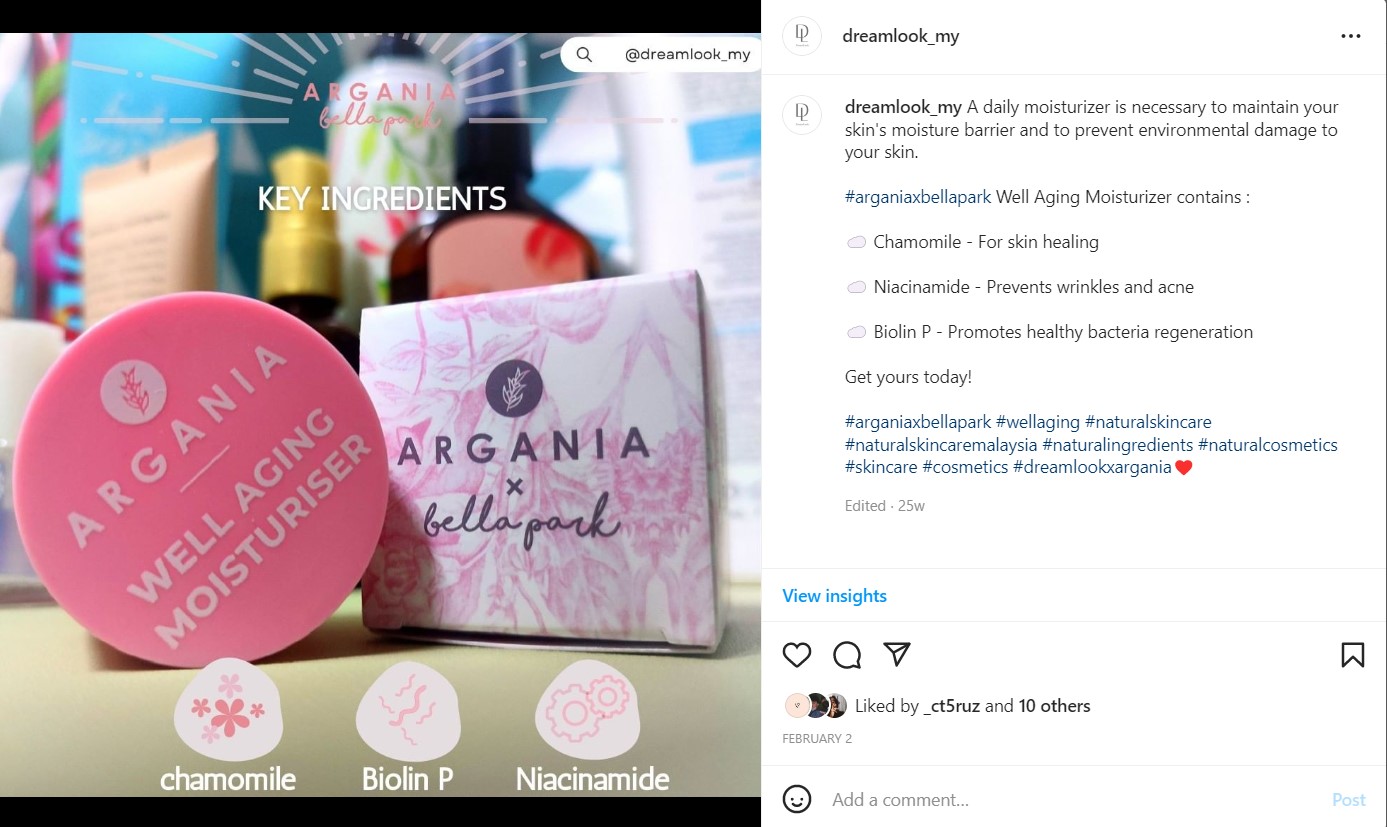 @dreamlook_my
ARGANIA
bella park
KEY INGREDIENTS
ARGANIA
WELL AGING
MOISTURISER
ARGANIA
×
bella park
chamomile
Biolin P
Niacinamide
dreamlook_my
dreamlook_my A daily moisturizer is necessary to maintain your
skin's moisture barrier and to prevent environmental damage to
your skin.
#arganiaxbellapark Well Aging Moisturizer contains :
Chamomile - For skin healing
Niacinamide - Prevents wrinkles and acne
Biolin P - Promotes healthy bacteria regeneration
Get yours today!
#arganiaxbellapark #wellaging #naturalskincare
#naturalskincaremalaysia #naturalingredients #naturalcosmetics
#skincare #cosmetics #dreamlookxargania❤️
Edited · 25w
View insights
Liked by _ct5ruz and 10 others
FEBRUARY 2
Add a comment...
Post